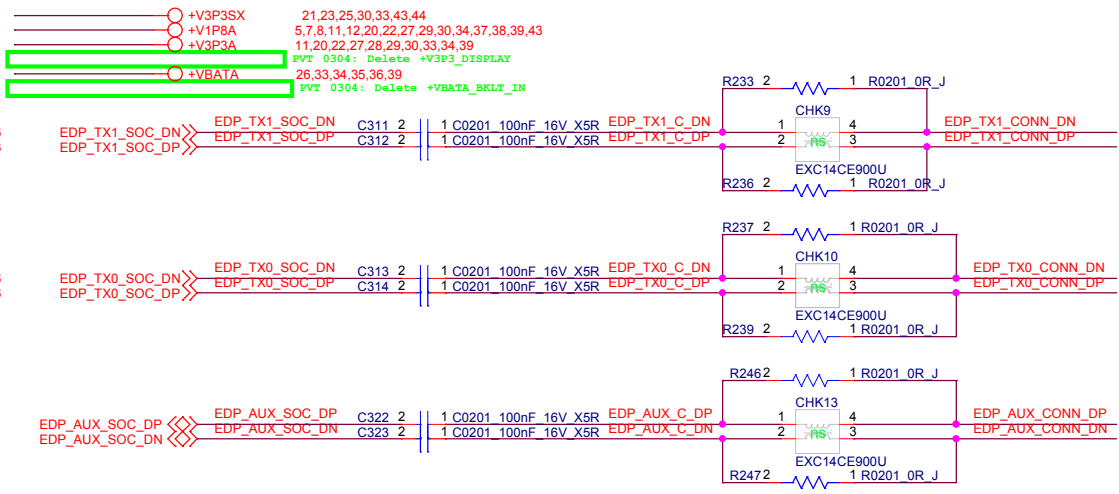 +V3P3SX 21,23,25,30,33,43,44
+V1P8A 5,7,8,11,12,20,22,27,29,30,34,37,38,39,43
+V3P3A 11,20,22,27,28,29,30,33,34,39
PVT 0304: Delete +V3P3_DISPLAY
+VBATA 26,33,34,35,36,39
PVT 0304: Delete +VBATA_BKLT_IN
R233 2 1 R0201_0R_J
CHK9
EDP_TX1_SOC_DN EDP_TX1_SOC_DN C311 2 1 C0201_100nF_16V_X5R EDP_TX1_C_DN 1 4 EDP_TX1_CONN_DN
EDP_TX1_SOC_DP EDP_TX1_SOC_DP C312 2 1 C0201_100nF_16V_X5R EDP_TX1_C_DP 2 ns 3 EDP_TX1_CONN_DP
EXC14CE900U
R236 2 1 R0201_0R_J
R237 2 1 R0201_0R_J
CHK10
EDP_TX0_SOC_DN EDP_TX0_SOC_DN C313 2 1 C0201_100nF_16V_X5R EDP_TX0_C_DN 1 4 EDP_TX0_CONN_DN
EDP_TX0_SOC_DP EDP_TX0_SOC_DP C314 2 1 C0201_100nF_16V_X5R EDP_TX0_C_DP 2 ns 3 EDP_TX0_CONN_DP
EXC14CE900U
R239 2 1 R0201_0R_J
R246 2 1 R0201_0R_J
CHK13
EDP_AUX_SOC_DP EDP_AUX_SOC_DP C322 2 1 C0201_100nF_16V_X5R EDP_AUX_C_DP 1 4 EDP_AUX_CONN_DP
EDP_AUX_SOC_DN EDP_AUX_SOC_DN C323 2 1 C0201_100nF_16V_X5R EDP_AUX_C_DN 2 ns 3 EDP_AUX_CONN_DN
EXC14CE900U
R247 2 1 R0201_0R_J